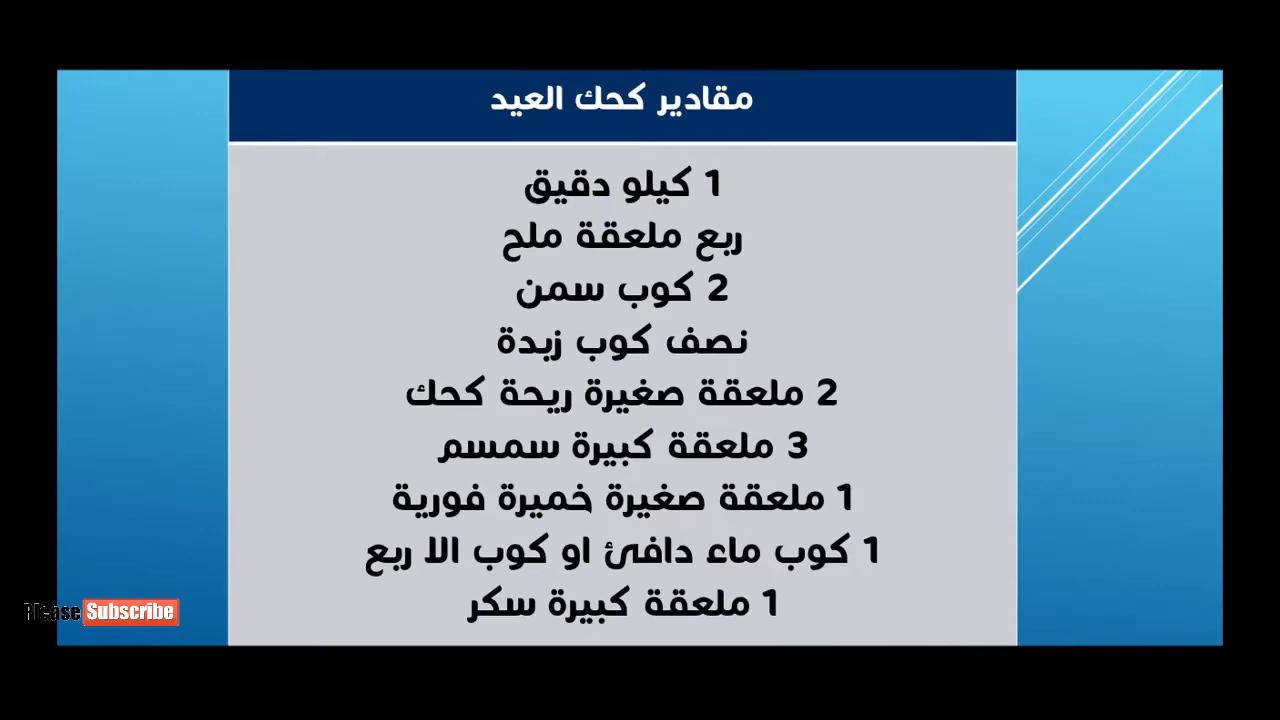 مقادير كحك العيد
1 كيلو دقيق
ربع ملعقة ملح
2 كوب سمن
نصف كوب زبدة
2 ملعقة صغيرة ريحة كحك
3 ملعقة كبيرة سمسم
1 ملعقة صغيرة خميرة فورية
1 كوب ماء دافئ او كوب الا ربع
1 ملعقة كبيرة سكر
Please Subscribe